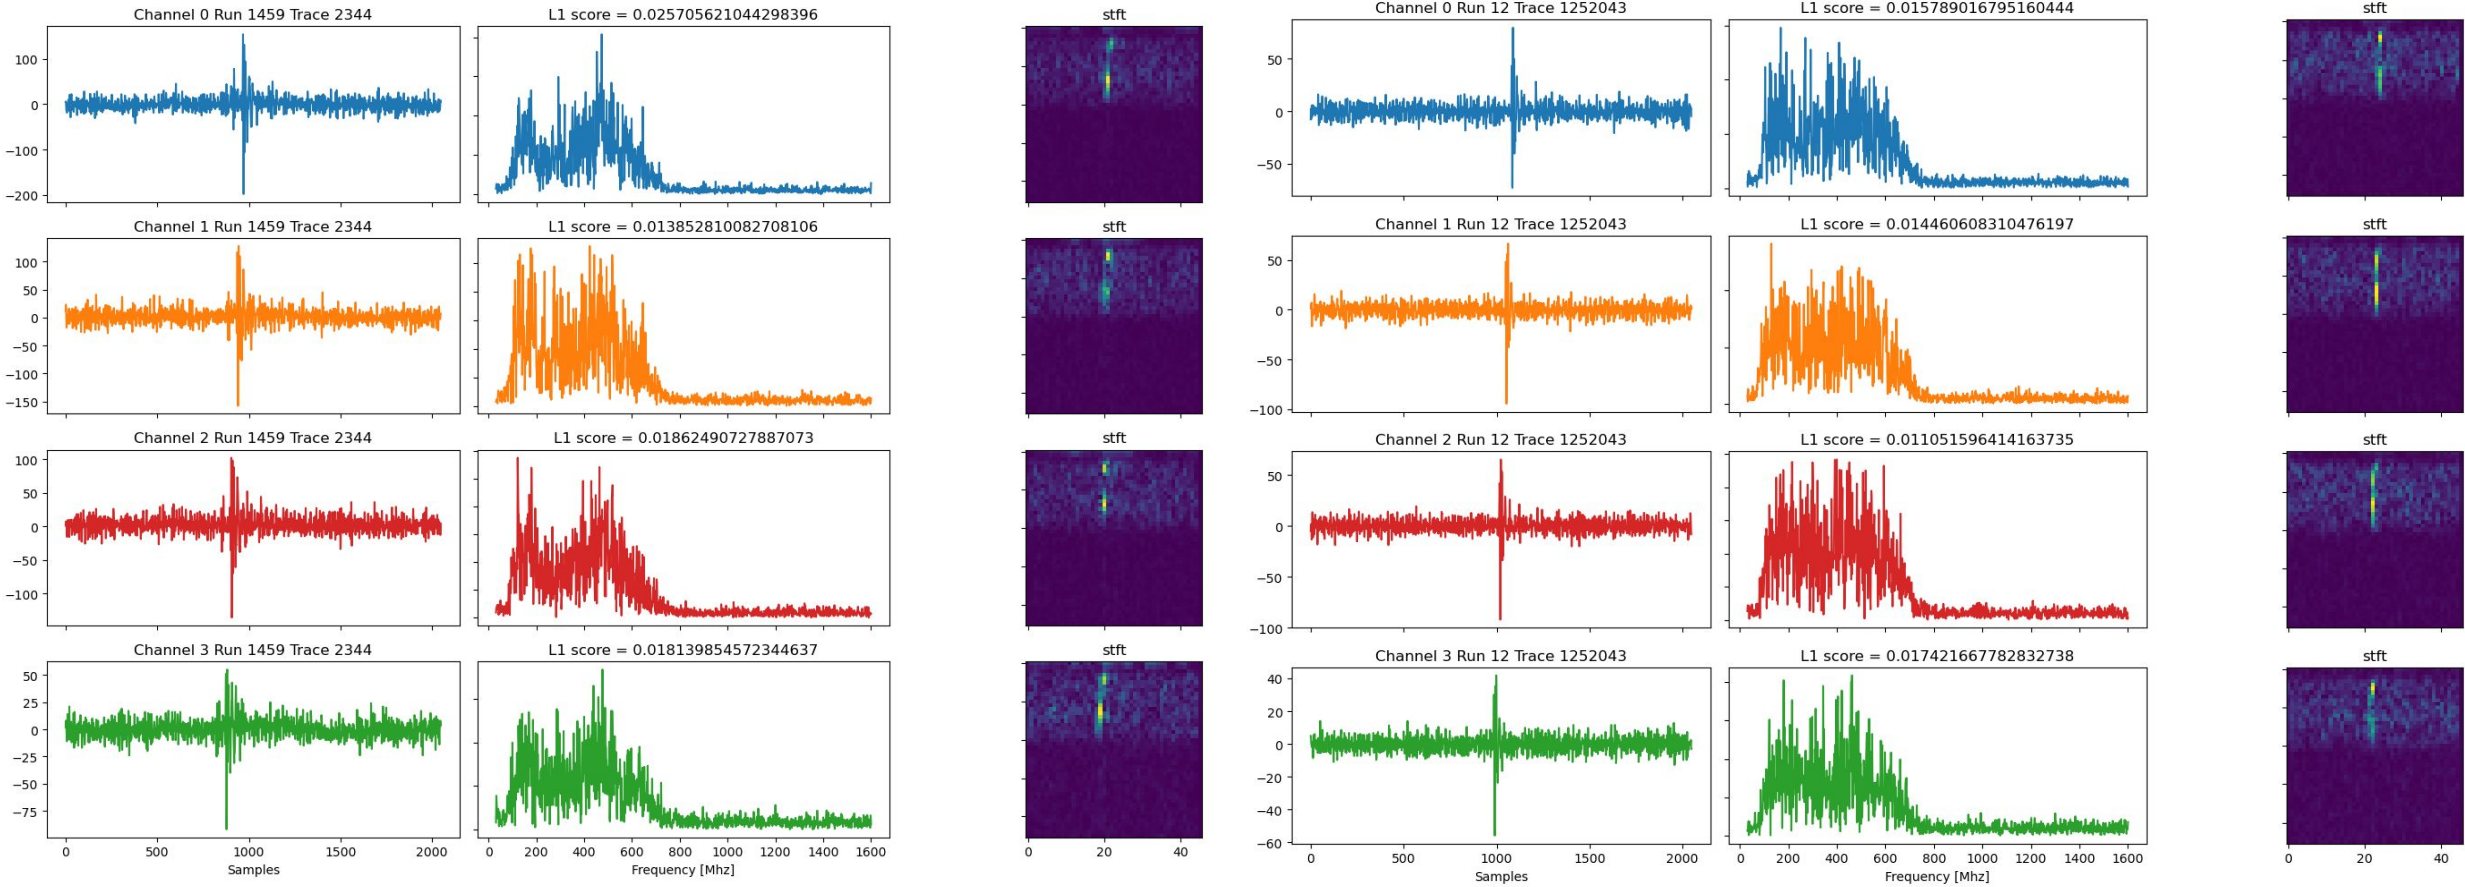 Channel 0 Run 1459 Trace 2344
L1 score = 0.025705621044298396
stft
100
0
−100
−200
Channel 1 Run 1459 Trace 2344
L1 score = 0.013852810082708106
stft
100
50
0
−50
−100
−150
Channel 2 Run 1459 Trace 2344
L1 score = 0.01862490727887073
stft
100
50
0
−50
−100
Channel 3 Run 1459 Trace 2344
L1 score = 0.018139854572344637
stft
50
25
0
−25
−50
−75
0 500 1000 1500 2000
Samples
0 200 400 600 800 1000 1200 1400 1600
Frequency [Mhz]
0 20 40
Channel 0 Run 12 Trace 1252043
L1 score = 0.015789016795160444
stft
50
0
−50
Channel 1 Run 12 Trace 1252043
L1 score = 0.014460608310476197
stft
50
0
−50
−100
Channel 2 Run 12 Trace 1252043
L1 score = 0.011051596414163735
stft
50
0
−50
−100
Channel 3 Run 12 Trace 1252043
L1 score = 0.017421667782832738
stft
40
20
0
−20
−40
−60
0 500 1000 1500 2000
Samples
0 200 400 600 800 1000 1200 1400 1600
Frequency [Mhz]
0 20 40